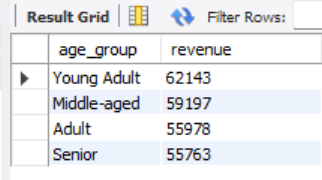 Result Grid Filter Rows:
age_group revenue
Young Adult 62143
Middle-aged 59197
Adult 55978
Senior 55763